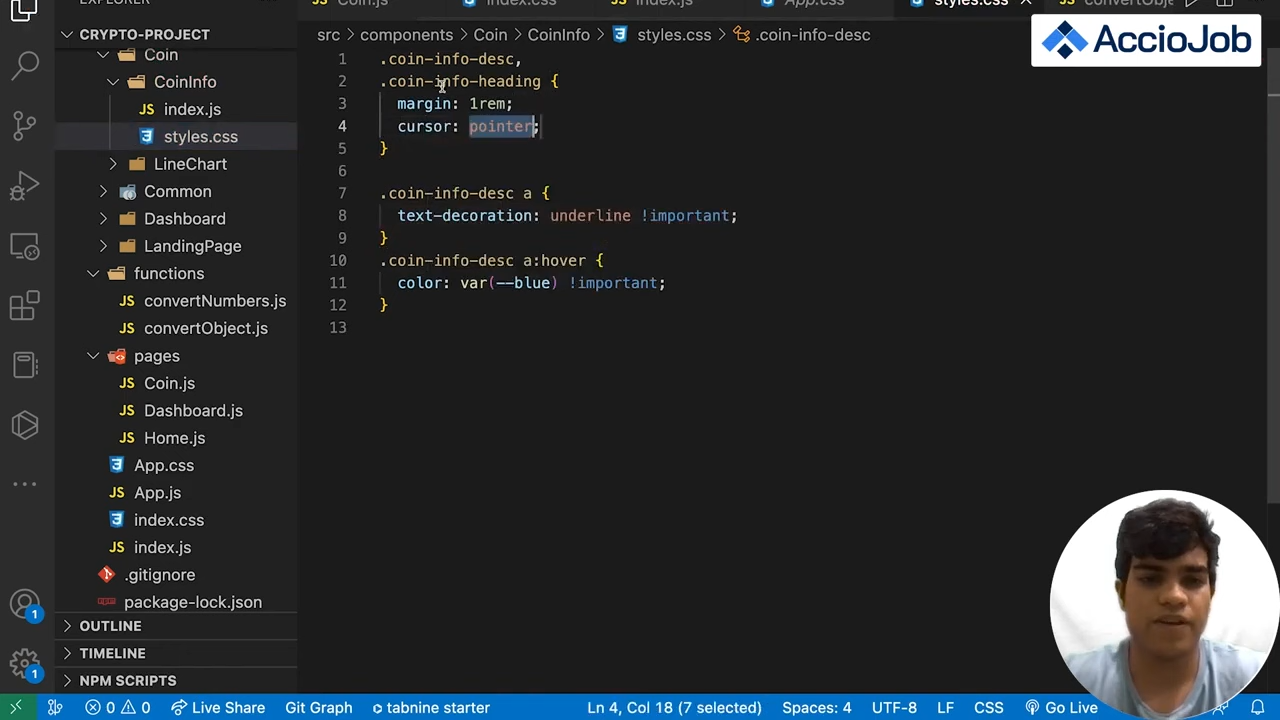 EXPLORER
Coin.js
index.css
index.js
App.css
styles.css
convertObje
AccioJob
CRYPTO-PROJECT
Coin
CoinInfo
index.js
styles.css
LineChart
Common
Dashboard
LandingPage
functions
convertNumbers.js
convertObject.js
pages
Coin.js
Dashboard.js
Home.js
App.css
App.js
index.css
index.js
.gitignore
package-lock.json
OUTLINE
TIMELINE
NPM SCRIPTS
src > components > Coin > CoinInfo > styles.css > .coin-info-desc
1 .coin-info-desc,
2 .coin-info-heading {
3 margin: 1rem;
4 cursor: pointer;
5 }
6
7 .coin-info-desc a {
8 text-decoration: underline !important;
9 }
10 .coin-info-desc a:hover {
11 color: var(--blue) !important;
12 }
13
1
1
0 0 Live Share Git Graph tabnine starter Ln 4, Col 18 (7 selected) Spaces: 4 UTF-8 LF CSS Go Live